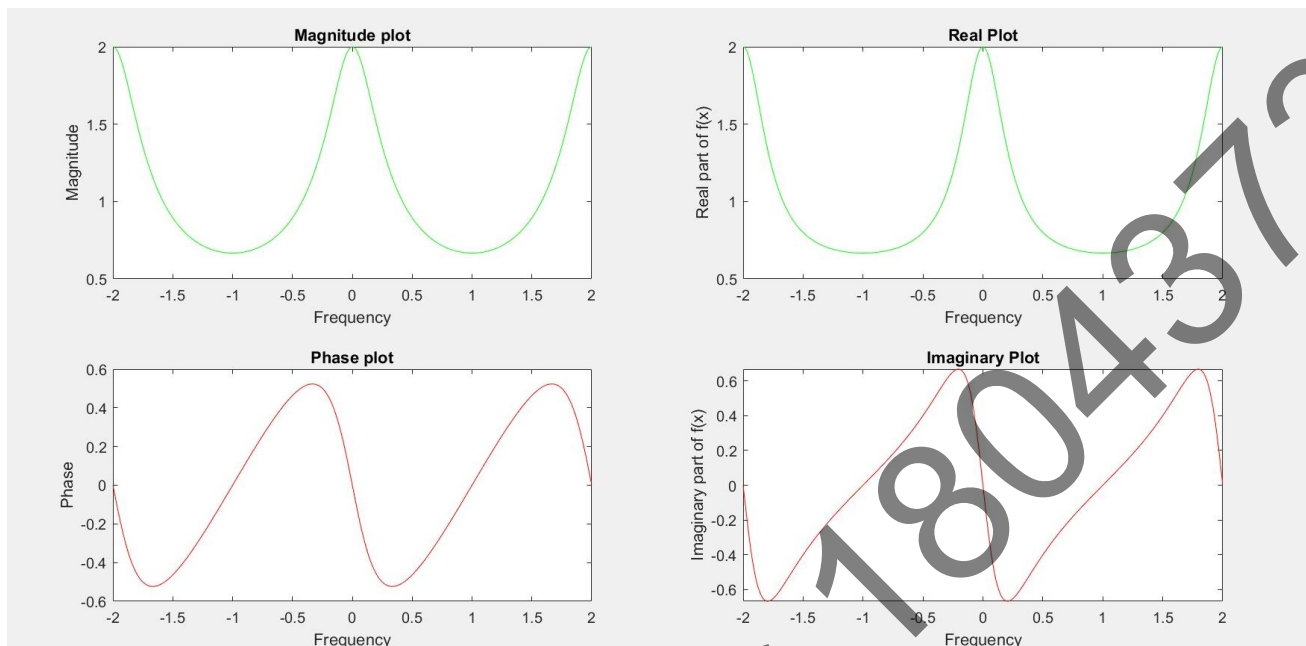 Magnitude plot
2
1.5
1
0.5
Magnitude
-2 -1.5 -1 -0.5 0 0.5 1 1.5 2
Frequency
Real Plot
2
1.5
1
0.5
Real part of f(x)
-2 -1.5 -1 -0.5 0 0.5 1 1.5 2
Frequency
Phase plot
0.6
0.4
0.2
0
-0.2
-0.4
-0.6
Phase
-2 -1.5 -1 -0.5 0 0.5 1 1.5 2
Frequency
Imaginary Plot
0.6
0.4
0.2
0
-0.2
-0.4
-0.6
Imaginary part of f(x)
-2 -1.5 -1 -0.5 0 0.5 1 1.5 2
Frequency
180437